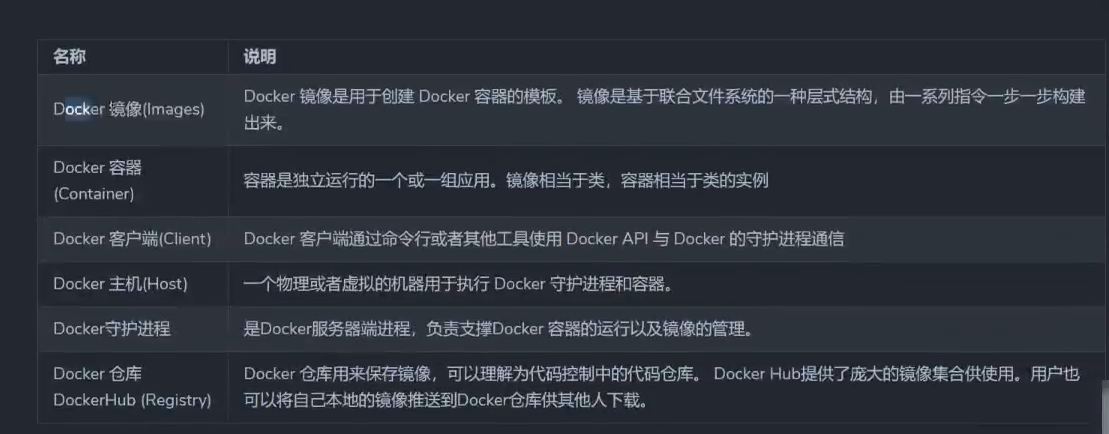 名称 说明
Docker 镜像(Images) Docker 镜像是用于创建 Docker 容器的模板。 镜像是基于联合文件系统的一种层式结构，由一系列指令一步一步构建
出来。
Docker 容器
(Container)
容器是独立运行的一个或一组应用。镜像相当于类，容器相当于类的实例
Docker 客户端(Client) Docker 客户端通过命令行或者其他工具使用 Docker API 与 Docker 的守护进程通信
Docker 主机(Host) 一个物理或者虚拟的机器用于执行 Docker 守护进程和容器。
Docker守护进程 是Docker服务器端进程，负责支撑Docker 容器的运行以及镜像的管理。
Docker 仓库
DockerHub (Registry)
Docker 仓库用来保存镜像，可以理解为代码控制中的代码仓库。 Docker Hub提供了庞大的镜像集合供使用。用户也
可以将自己本地的镜像推送到Docker仓库供其他人下载。